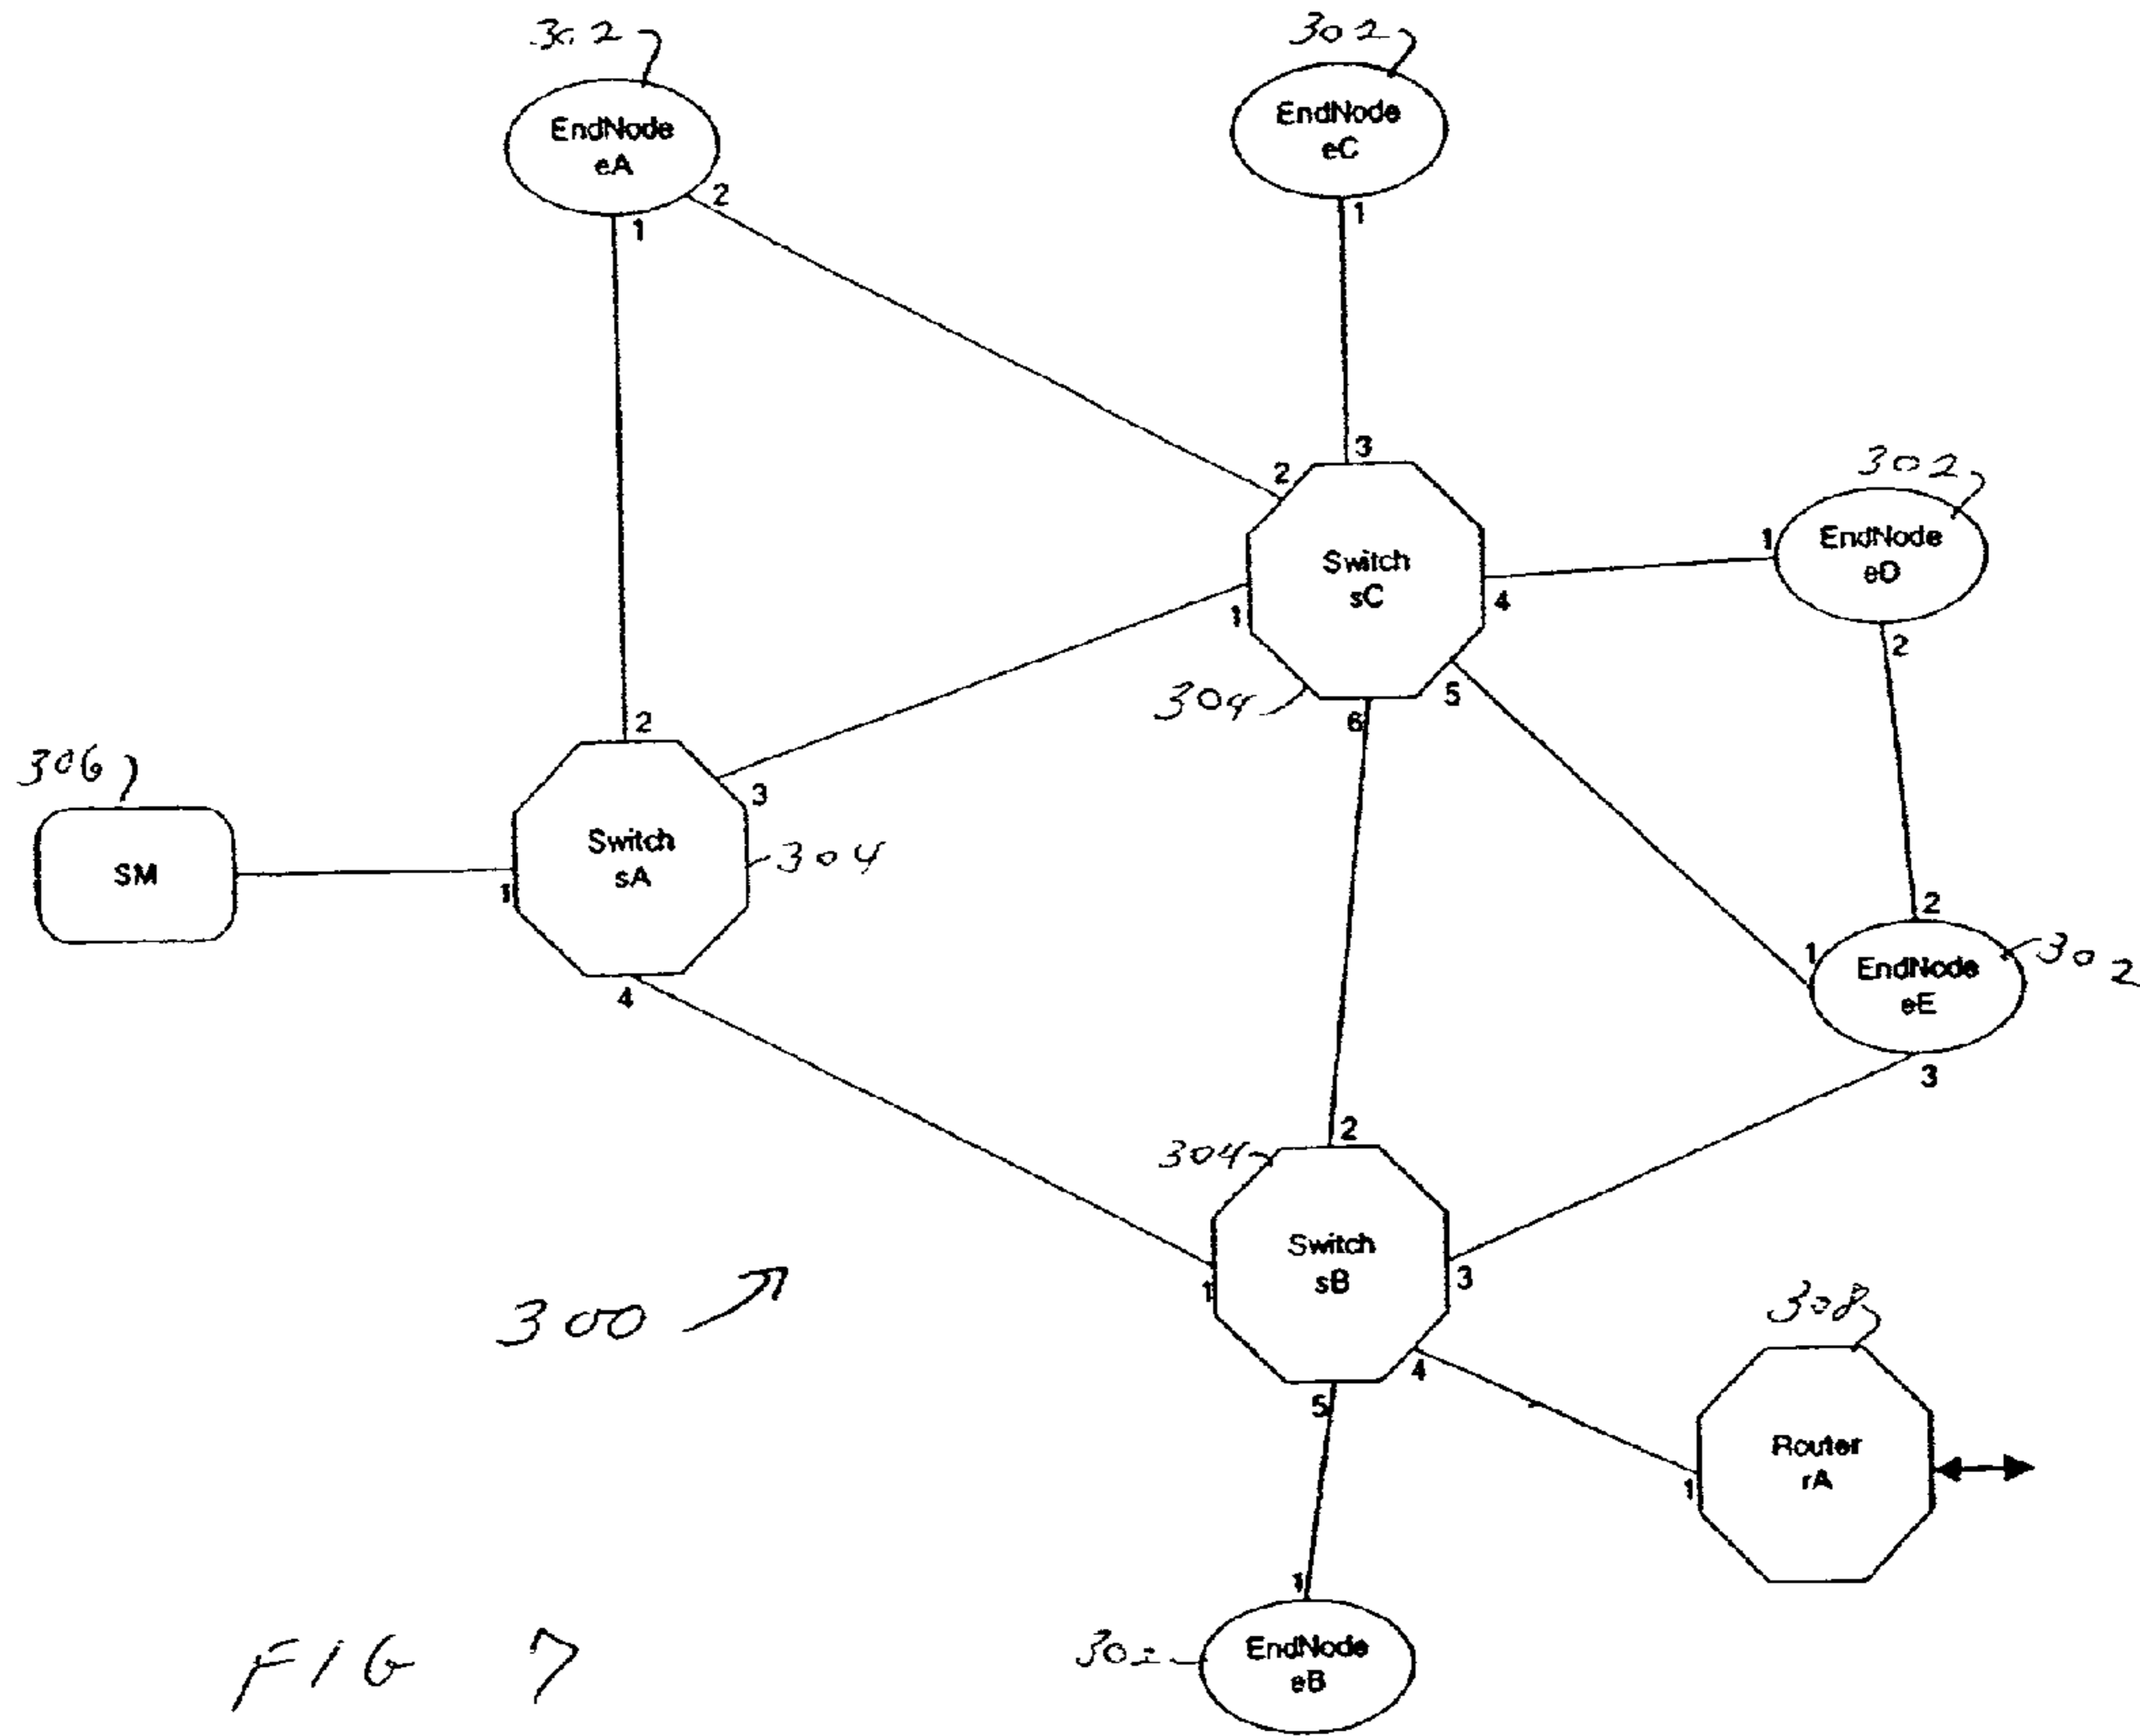 302
302
EndNode
eA
EndNode
eC
2
1
1
3
2
302
EndNode
eD
1
Switch
sC
1
4
2
304
5
6
2
306
3
Switch
sA
304
SM
1
2
1
302
EndNode
eE
4
3
2
304
Switch
sB
1
3
300
308
4
5
Router
rA
1
1
302
EndNode
eB
FIG 7